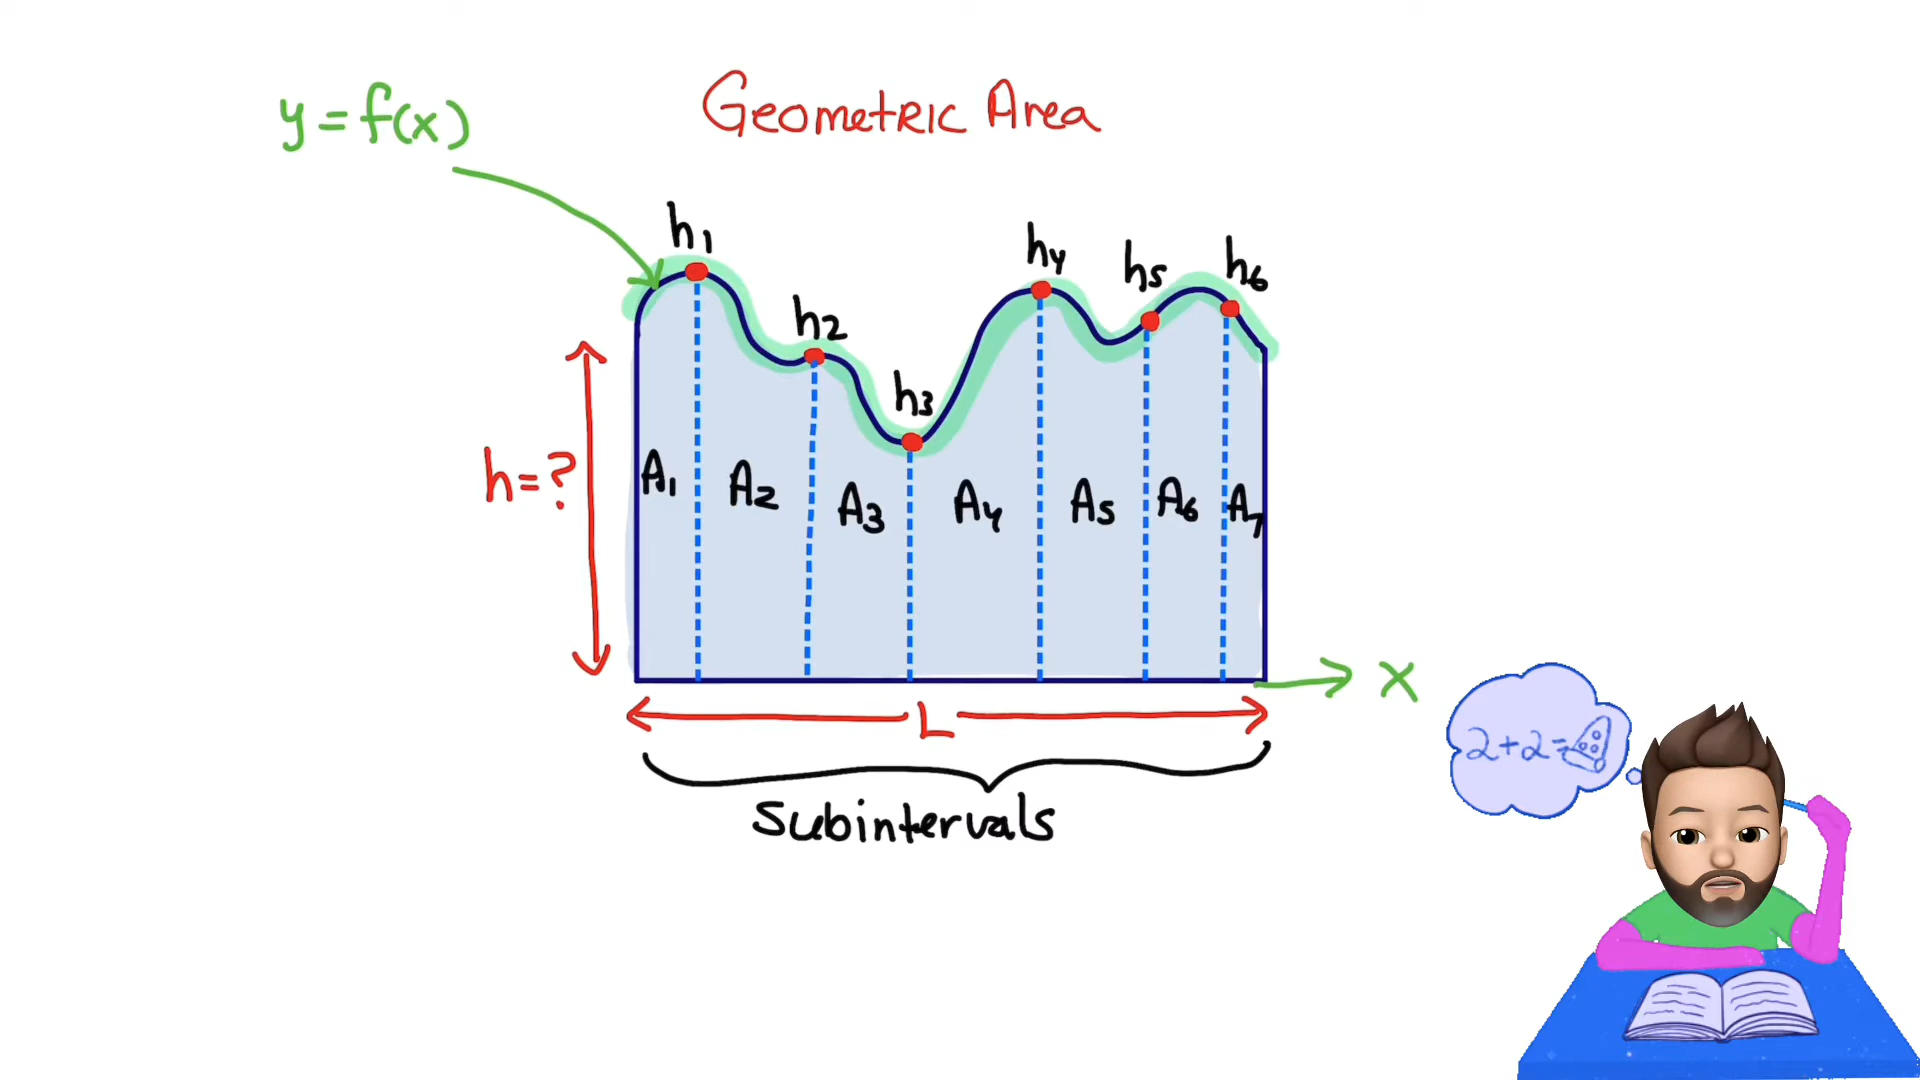 y = f(x)
Geometric Area
h1
h2
h3
h4
h5
h6
h=?
A1
A2
A3
A4
A5
A6
A7
x
L
Subintervals
2+2=